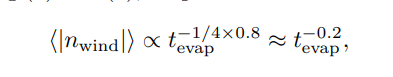 ⟨|n_wind|⟩ ∝ t_evap^{−1/4×0.8} ≈ t_evap^{−0.2},